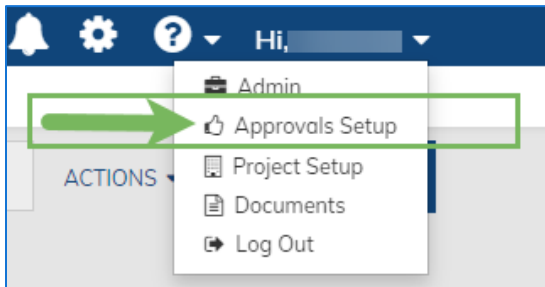 Hi,
Admin
Approvals Setup
ACTIONS
Project Setup
Documents
Log Out